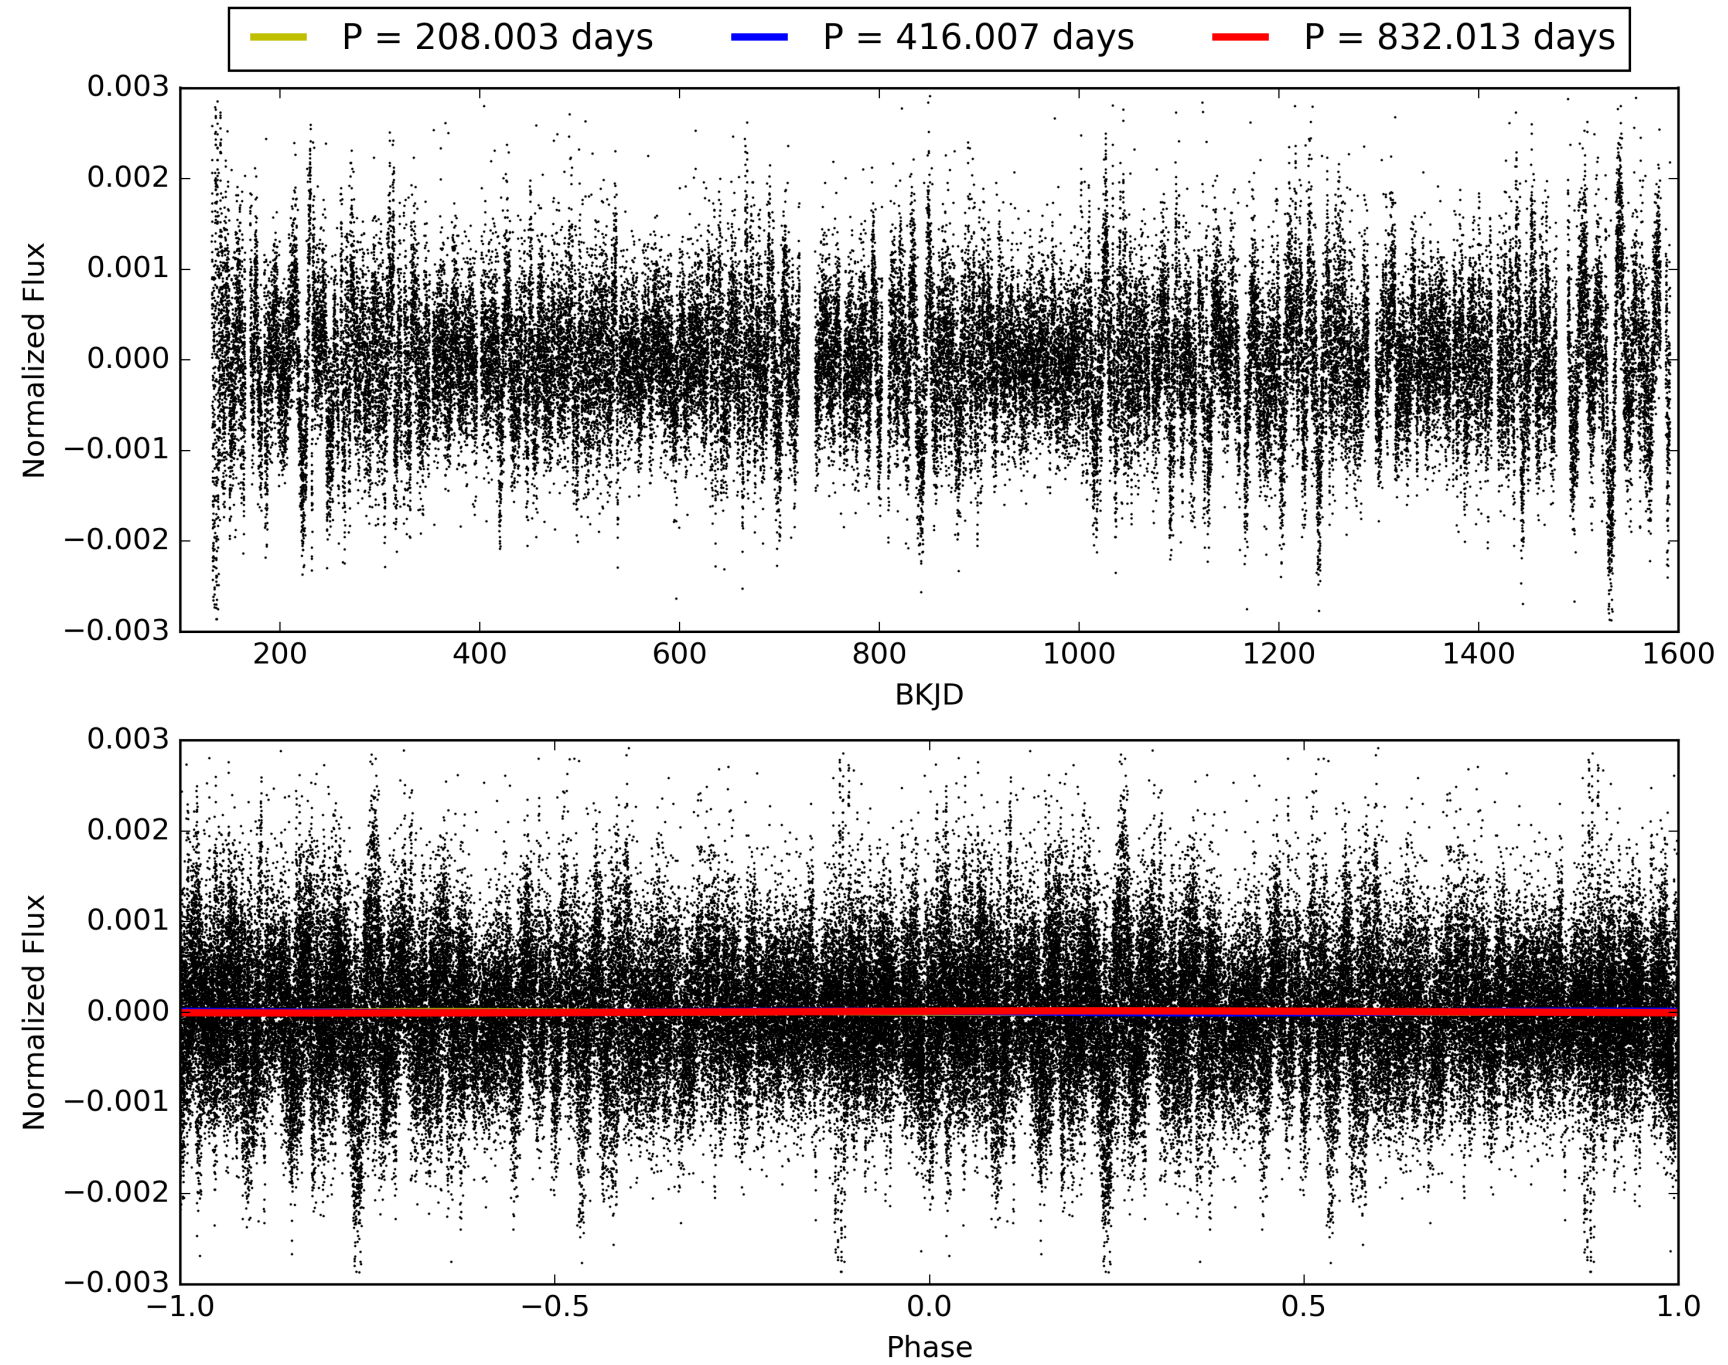 P = 208.003 days P = 416.007 days P = 832.013 days
0.003
0.002
0.001
0.000
−0.001
−0.002
−0.003
Normalized Flux
200 400 600 800 1000 1200 1400 1600
BKJD
0.003
0.002
0.001
0.000
−0.001
−0.002
−0.003
Normalized Flux
−1.0 −0.5 0.0 0.5 1.0
Phase